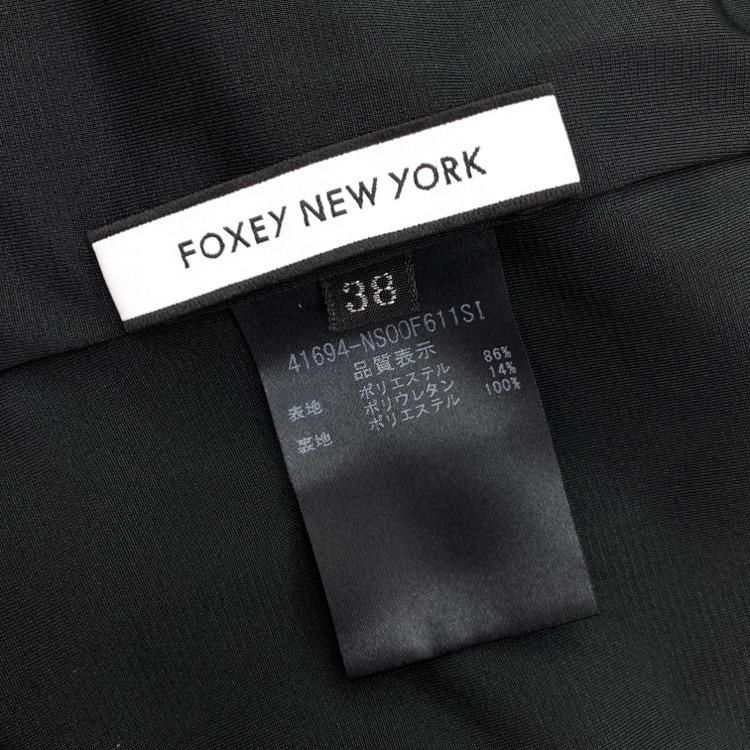 FOXEY NEW YORK
38
41694-NS00F611SI
品質表示
表地 ポリエステル 86%
ポリウレタン 14%
裏地 ポリエステル 100%